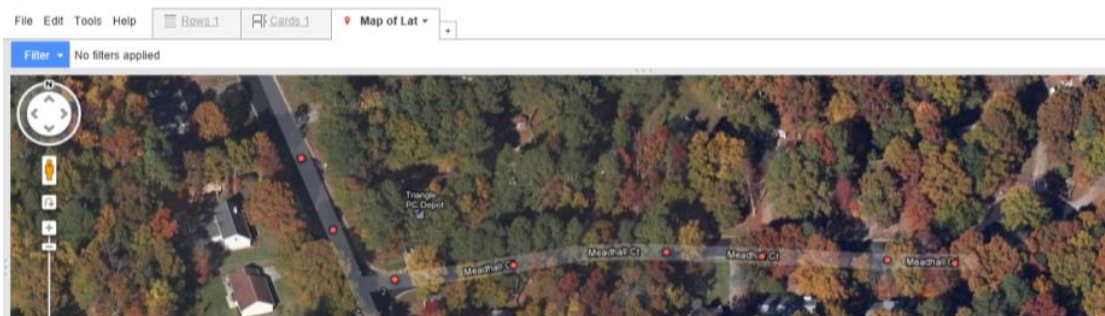 File Edit Tools Help Rows 1 Cards 1 Map of Lat +
Filter No filters applied
N
Triangle
PC Depot
Meadhall Ct Meadhall Ct Meadhall Ct Meadhall